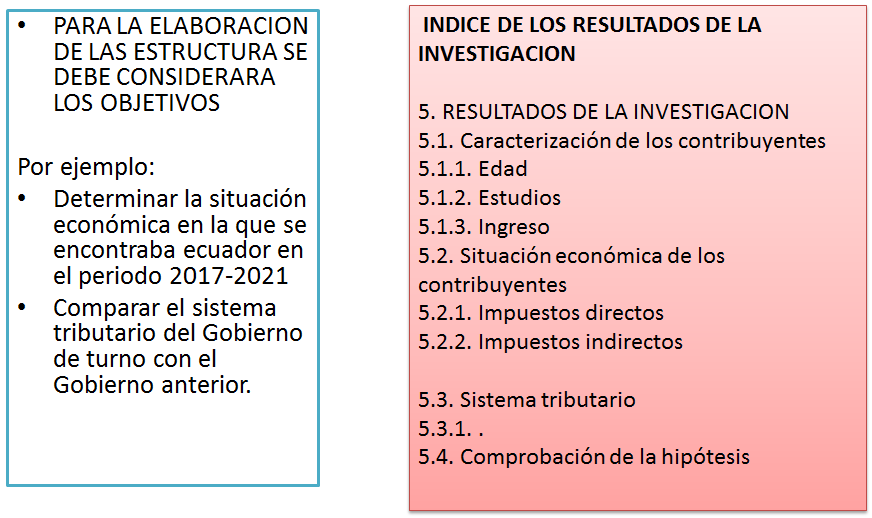 • PARA LA ELABORACION
DE LAS ESTRUCTURA SE
DEBE CONSIDERARA
LOS OBJETIVOS
Por ejemplo:
• Determinar la situación
económica en la que se
encontraba ecuador en
el periodo 2017-2021
• Comparar el sistema
tributario del Gobierno
de turno con el
Gobierno anterior.
INDICE DE LOS RESULTADOS DE LA
INVESTIGACION
5. RESULTADOS DE LA INVESTIGACION
5.1. Caracterización de los contribuyentes
5.1.1. Edad
5.1.2. Estudios
5.1.3. Ingreso
5.2. Situación económica de los
contribuyentes
5.2.1. Impuestos directos
5.2.2. Impuestos indirectos
5.3. Sistema tributario
5.3.1. .
5.4. Comprobación de la hipótesis